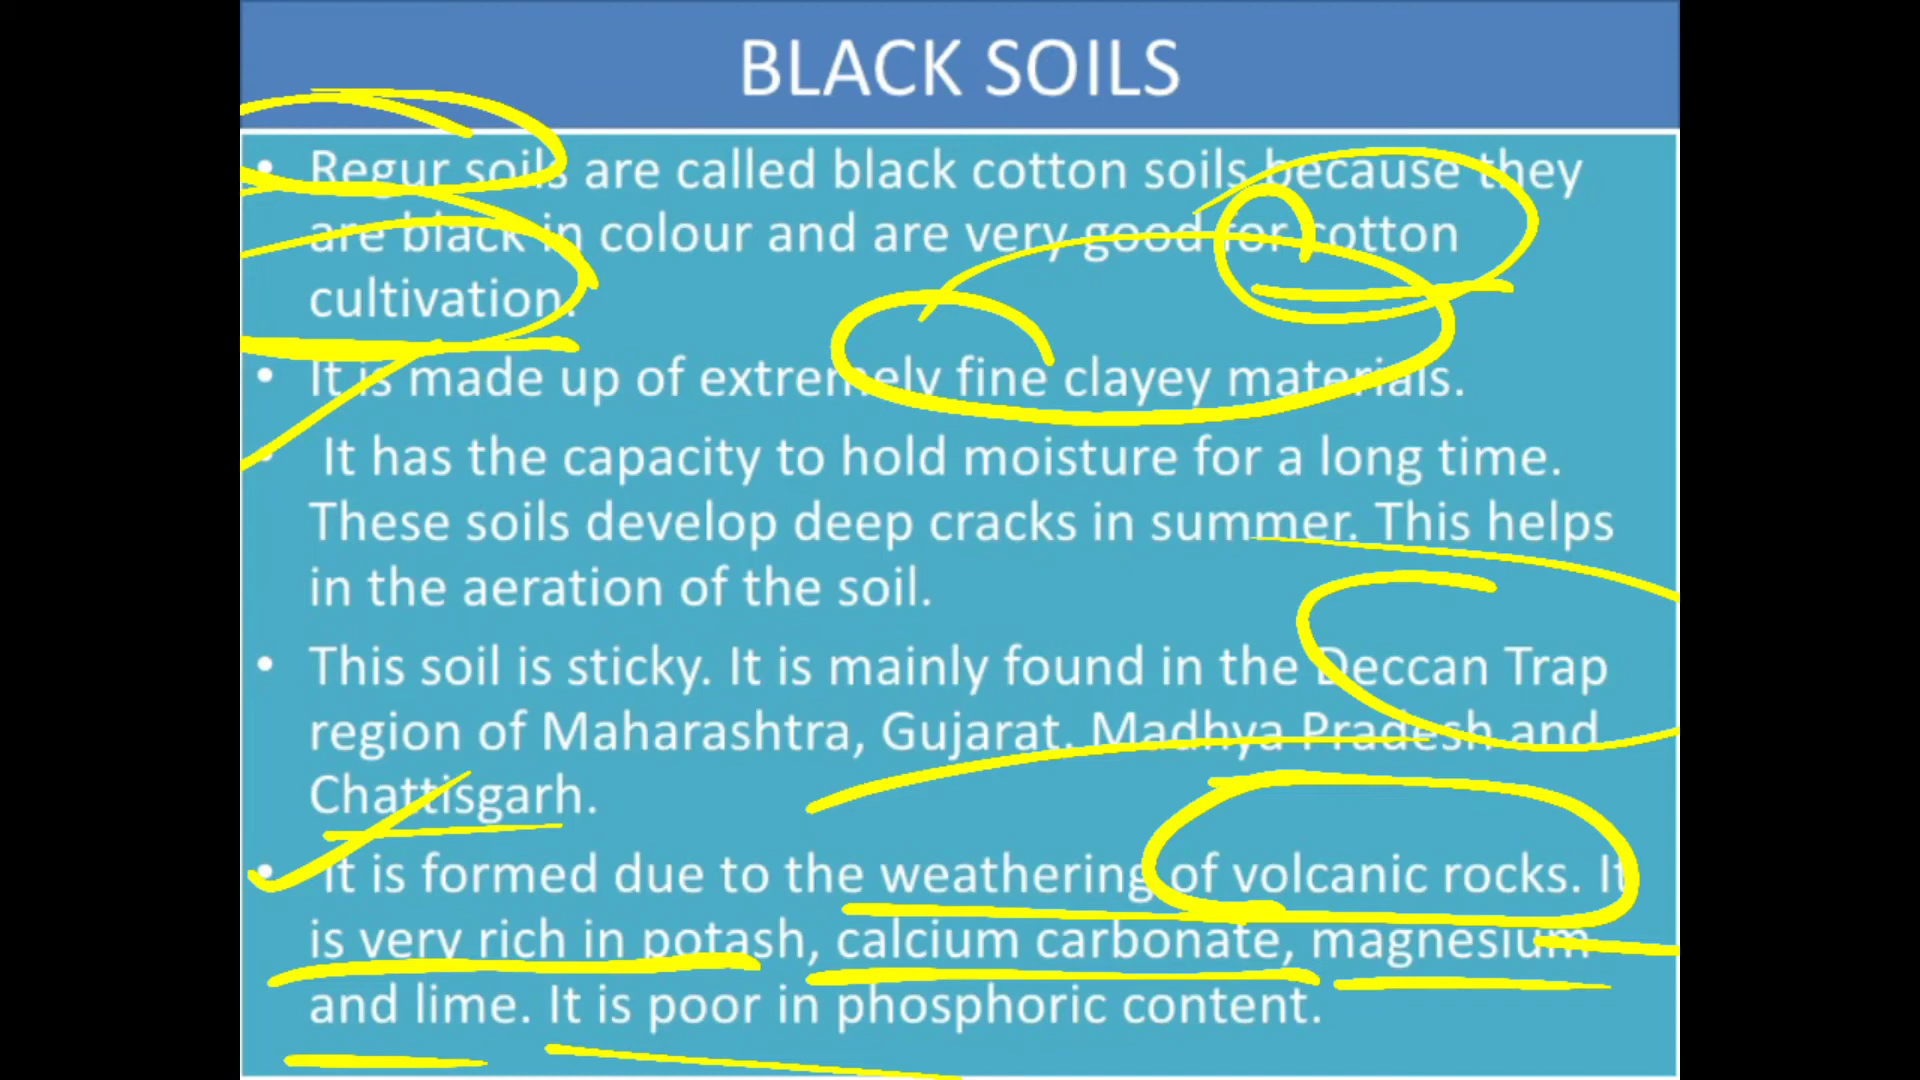 BLACK SOILS
• Regur soils are called black cotton soils because they
are black in colour and are very good for cotton
cultivation.
• It is made up of extremely fine clayey materials.
• It has the capacity to hold moisture for a long time.
These soils develop deep cracks in summer. This helps
in the aeration of the soil.
• This soil is sticky. It is mainly found in the Deccan Trap
region of Maharashtra, Gujarat. Madhya Pradesh and
Chattisgarh.
• It is formed due to the weathering of volcanic rocks. It
is very rich in potash, calcium carbonate, magnesium
and lime. It is poor in phosphoric content.